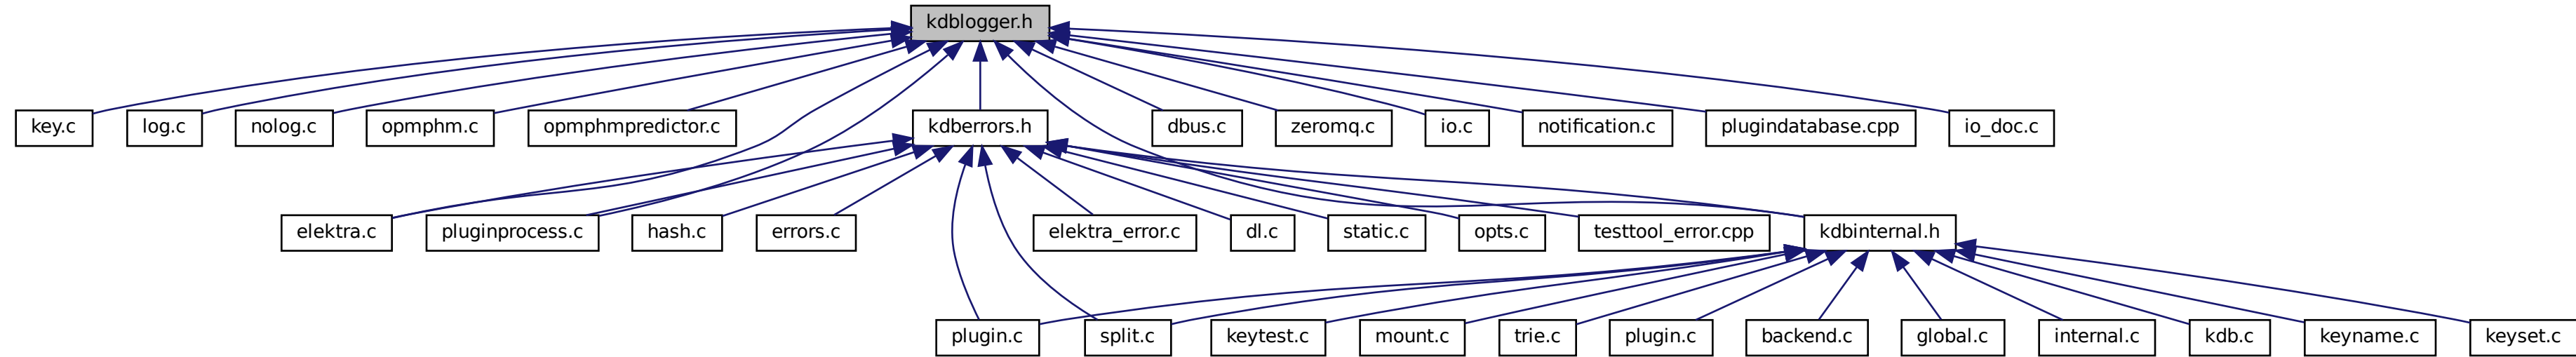 kdblogger.h
key.c
log.c
nolog.c
opmphm.c
opmphmpredictor.c
kdberrors.h
dbus.c
zeromq.c
io.c
notification.c
plugindatabase.cpp
io_doc.c
elektra.c
pluginprocess.c
hash.c
errors.c
elektra_error.c
dl.c
static.c
opts.c
testtool_error.cpp
kdbinternal.h
plugin.c
split.c
keytest.c
mount.c
trie.c
plugin.c
backend.c
global.c
internal.c
kdb.c
keyname.c
keyset.c